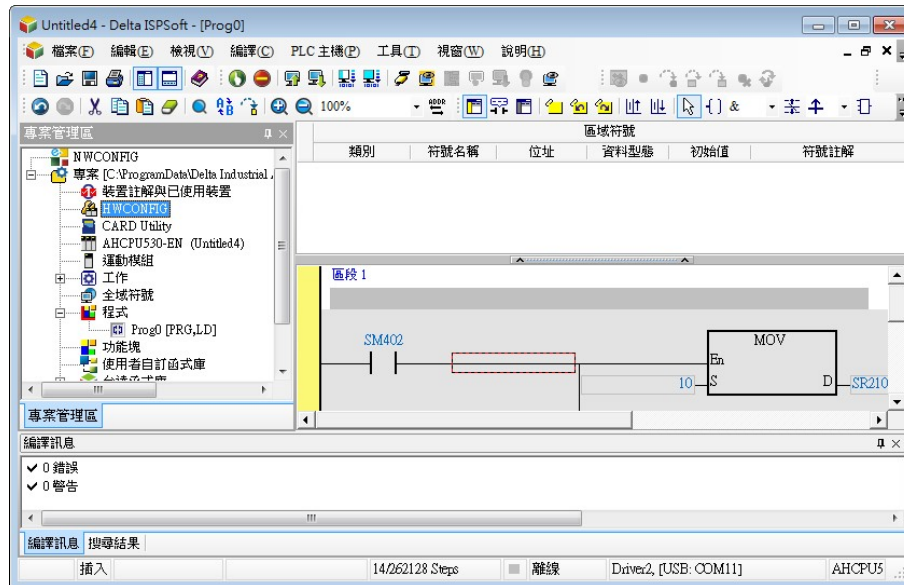 Untitled4 - Delta ISPSoft - [Prog0]
檔案(F) 編輯(E) 檢視(V) 編譯(C) PLC 主機(P) 工具(T) 視窗(W) 說明(H)
100%
專案管理區
NWCONFIG
專案 [C:\ProgramData\Delta Industrial
裝置註解與已使用裝置
HWCONFIG
CARD Utility
AHCPU530-EN (Untitled4)
運動模組
工作
全域符號
程式
Prog0 [PRG,LD]
功能塊
使用者自訂函式庫
台達函式庫
專案管理區
區域符號
類別 符號名稱 位址 資料型態 初始值 符號註解
區段 1
SM402
MOV
En
10 S D SR210
編譯訊息
0 錯誤
0 警告
編譯訊息 搜尋結果
插入 14/262128 Steps 離線 Driver2, [USB: COM11] AHCPU5